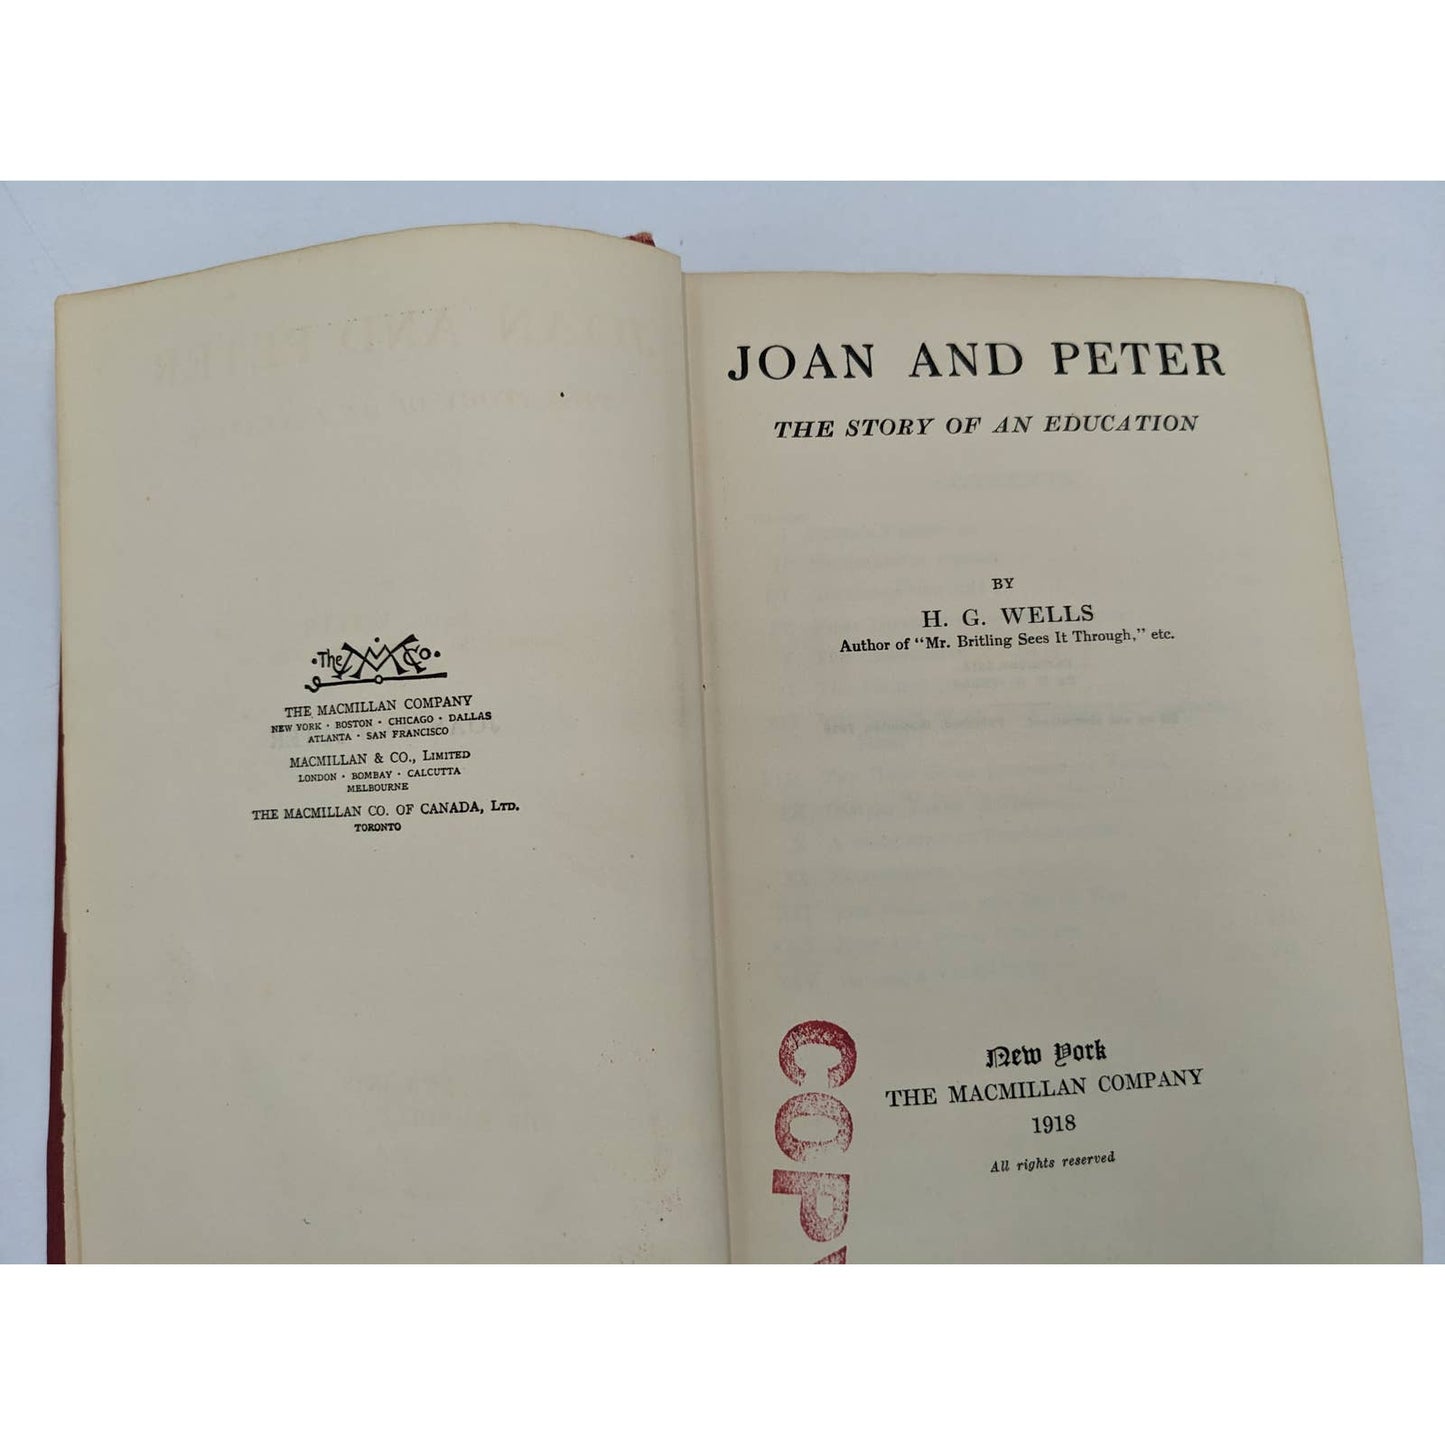 The M Co.
THE MACMILLAN COMPANY
NEW YORK · BOSTON · CHICAGO · DALLAS
ATLANTA · SAN FRANCISCO
MACMILLAN & CO., LIMITED
LONDON · BOMBAY · CALCUTTA
MELBOURNE
THE MACMILLAN CO. OF CANADA, LTD.
TORONTO
JOAN AND PETER
THE STORY OF AN EDUCATION
BY
H. G. WELLS
Author of "Mr. Britling Sees It Through," etc.
New York
THE MACMILLAN COMPANY
1918
All rights reserved
COPY